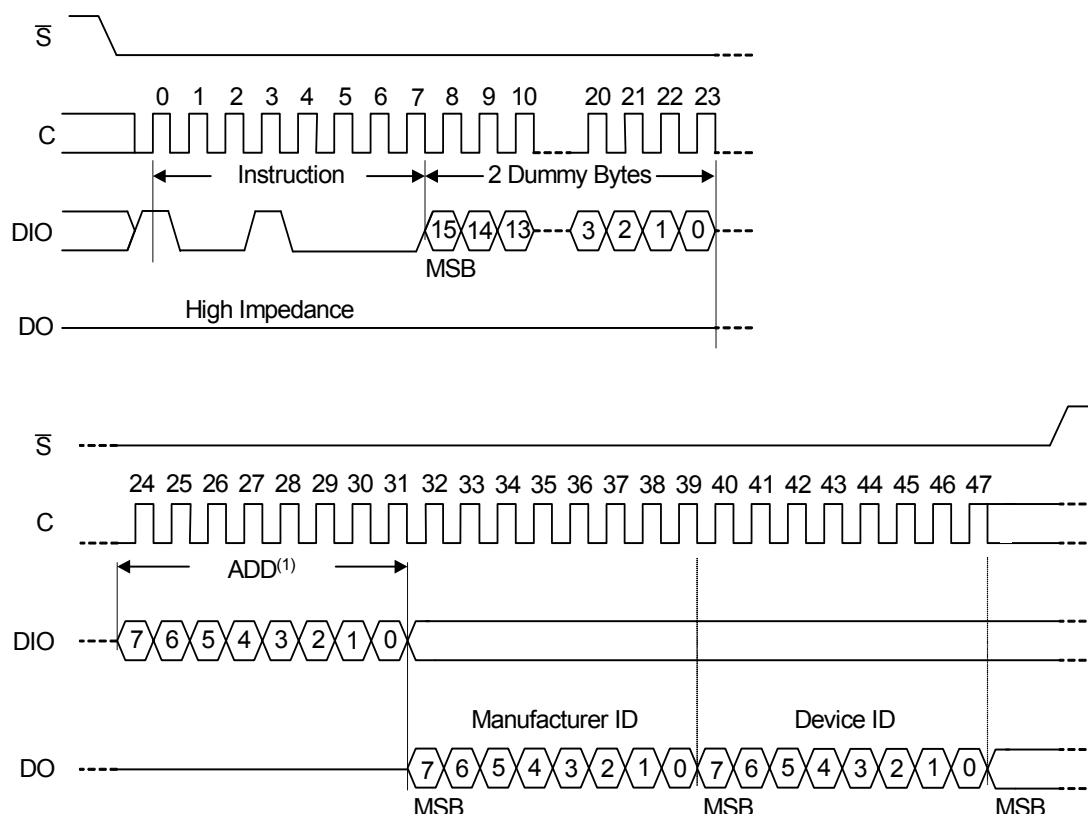 S̅
0 1 2 3 4 5 6 7 8 9 10 20 21 22 23
C
Instruction 2 Dummy Bytes
DIO 15 14 13 3 2 1 0
MSB
High Impedance
DO
S̅
24 25 26 27 28 29 30 31 32 33 34 35 36 37 38 39 40 41 42 43 44 45 46 47
C
ADD(1)
DIO 7 6 5 4 3 2 1 0
Manufacturer ID Device ID
DO 7 6 5 4 3 2 1 0 7 6 5 4 3 2 1 0
MSB MSB MSB